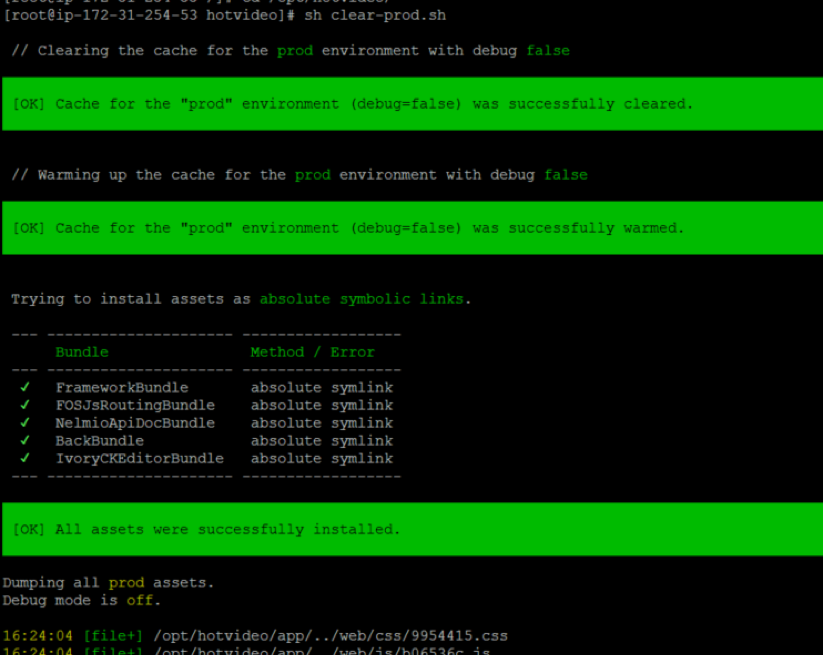 [root@ip-172-31-254-53 hotvideo]# sh clear-prod.sh
// Clearing the cache for the prod environment with debug false
[OK] Cache for the "prod" environment (debug=false) was successfully cleared.
// Warming up the cache for the prod environment with debug false
[OK] Cache for the "prod" environment (debug=false) was successfully warmed.
Trying to install assets as absolute symbolic links.
--- --------------------- ------------------
Bundle Method / Error
--- --------------------- ------------------
✓ FrameworkBundle absolute symlink
✓ FOSJsRoutingBundle absolute symlink
✓ NelmioApiDocBundle absolute symlink
✓ BackBundle absolute symlink
✓ IvoryCKEditorBundle absolute symlink
--- --------------------- ------------------
[OK] All assets were successfully installed.
Dumping all prod assets.
Debug mode is off.
16:24:04 [file+] /opt/hotvideo/app/../web/css/9954415.css
16:24:04 [file+] /opt/hotvideo/app/../web/js/b06536c.js